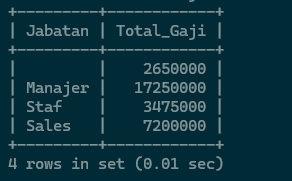 +---------+------------+
| Jabatan | Total_Gaji |
+---------+------------+
|         |    2650000 |
| Manajer |   17250000 |
| Staf    |    3475000 |
| Sales   |    7200000 |
+---------+------------+
4 rows in set (0.01 sec)